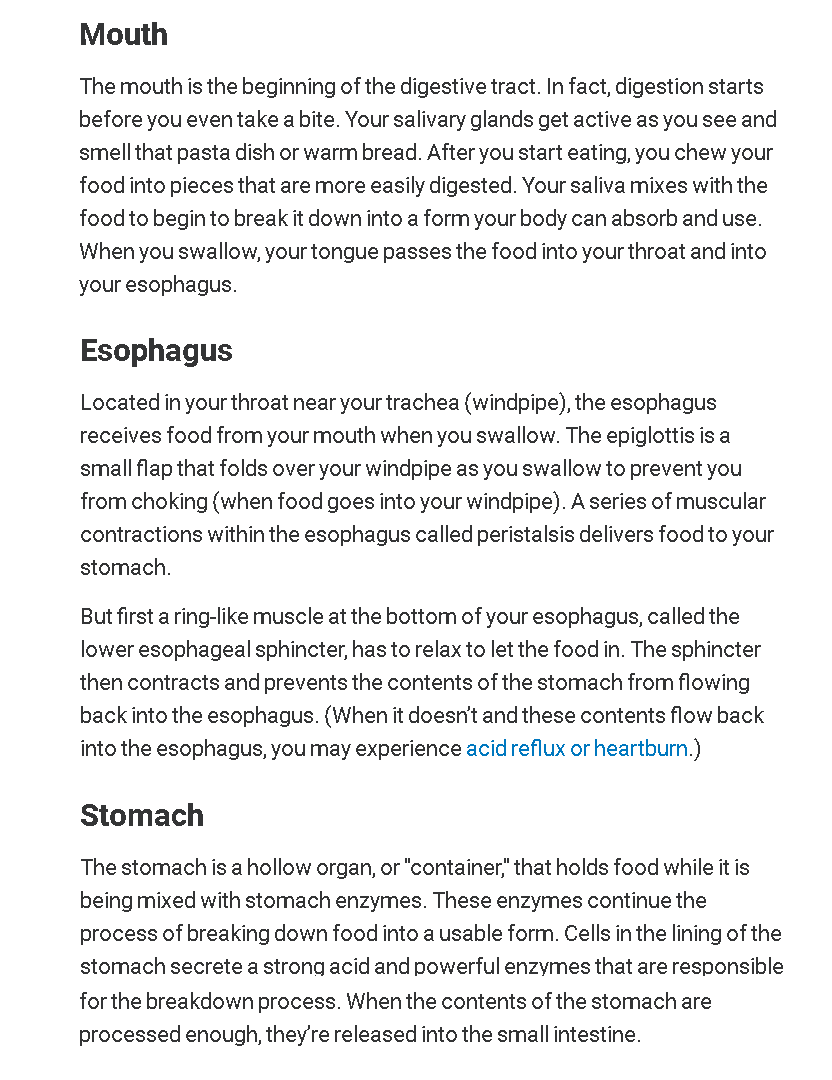 Mouth
The mouth is the beginning of the digestive tract. In fact, digestion starts
before you even take a bite. Your salivary glands get active as you see and
smell that pasta dish or warm bread. After you start eating, you chew your
food into pieces that are more easily digested. Your saliva mixes with the
food to begin to break it down into a form your body can absorb and use.
When you swallow, your tongue passes the food into your throat and into
your esophagus.
Esophagus
Located in your throat near your trachea (windpipe), the esophagus
receives food from your mouth when you swallow. The epiglottis is a
small flap that folds over your windpipe as you swallow to prevent you
from choking (when food goes into your windpipe). A series of muscular
contractions within the esophagus called peristalsis delivers food to your
stomach.
But first a ring-like muscle at the bottom of your esophagus, called the
lower esophageal sphincter, has to relax to let the food in. The sphincter
then contracts and prevents the contents of the stomach from flowing
back into the esophagus. (When it doesn’t and these contents flow back
into the esophagus, you may experience acid reflux or heartburn.)
Stomach
The stomach is a hollow organ, or "container," that holds food while it is
being mixed with stomach enzymes. These enzymes continue the
process of breaking down food into a usable form. Cells in the lining of the
stomach secrete a strong acid and powerful enzymes that are responsible
for the breakdown process. When the contents of the stomach are
processed enough, they’re released into the small intestine.